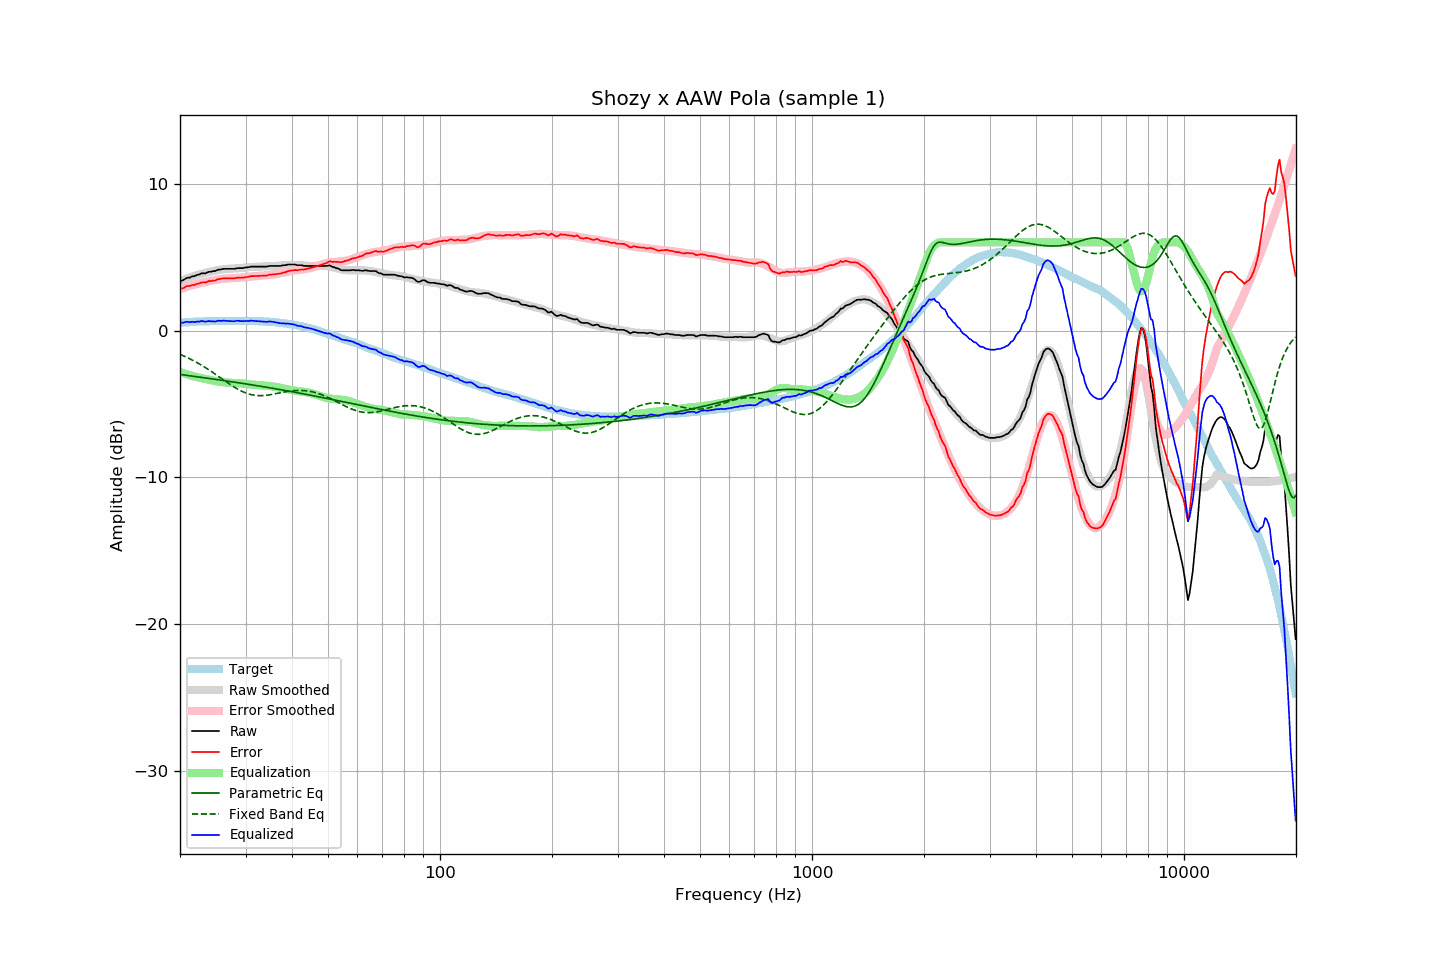 Shozy x AAW Pola (sample 1)
10
0
−10
−20
−30
Amplitude (dBr)
Target
Raw Smoothed
Error Smoothed
Raw
Error
Equalization
Parametric Eq
Fixed Band Eq
Equalized
100
1000
10000
Frequency (Hz)